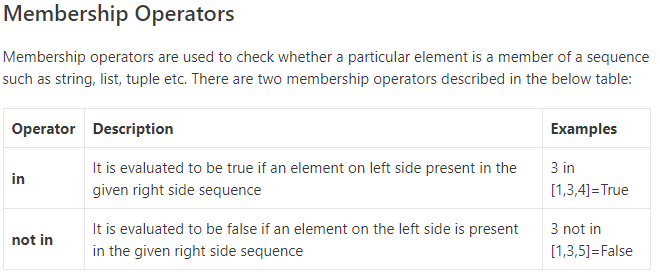 Membership Operators
Membership operators are used to check whether a particular element is a member of a sequence
such as string, list, tuple etc. There are two membership operators described in the below table:
Operator Description Examples
in
It is evaluated to be true if an element on left side present in the
given right side sequence
3 in
[1,3,4]=True
not in
It is evaluated to be false if an element on the left side is present
in the given right side sequence
3 not in
[1,3,5]=False